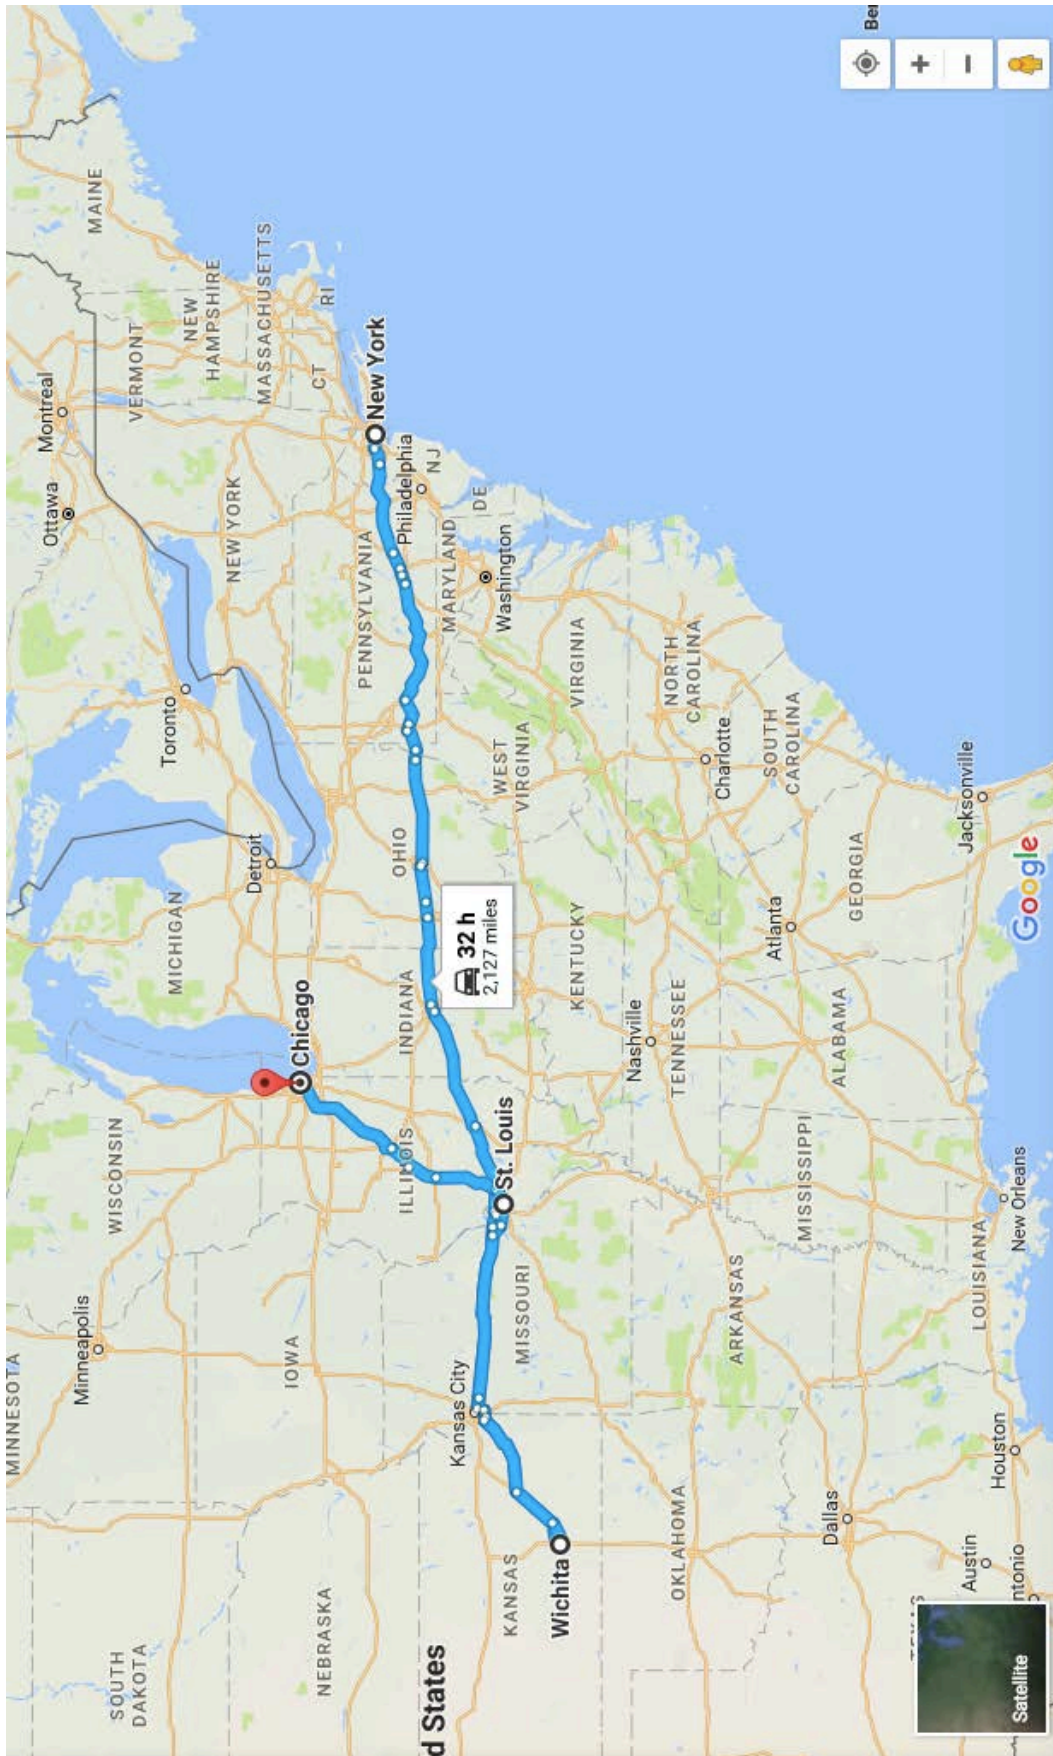 MAINE
Montreal
Ottawa
VERMONT
NEW
HAMPSHIRE
MASSACHUSETTS
RI
CT
NEW YORK
New York
Toronto
PENNSYLVANIA
Philadelphia
NJ
MARYLAND
DE
Washington
MINNESOTA
Minneapolis
WISCONSIN
MICHIGAN
Detroit
SOUTH
DAKOTA
IOWA
Chicago
NEBRASKA
ILLINOIS
INDIANA
OHIO
32 h
2,127 miles
WEST
VIRGINIA
VIRGINIA
d States
Kansas City
St. Louis
KANSAS
Wichita
MISSOURI
KENTUCKY
Nashville
TENNESSEE
NORTH
CAROLINA
Charlotte
SOUTH
CAROLINA
OKLAHOMA
ARKANSAS
MISSISSIPPI
ALABAMA
Atlanta
GEORGIA
Dallas
LOUISIANA
Jacksonville
Austin
Houston
New Orleans
ntonio
Satellite
Google
Ber
+
−